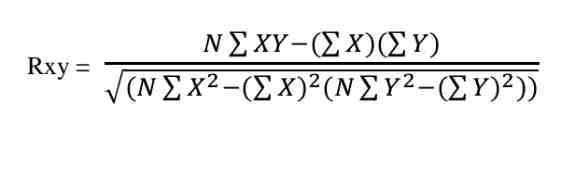 Rxy = N ∑ XY−(∑ X)(∑ Y) / √(N ∑ X²−(∑ X)²(N ∑ Y²−(∑ Y)²))